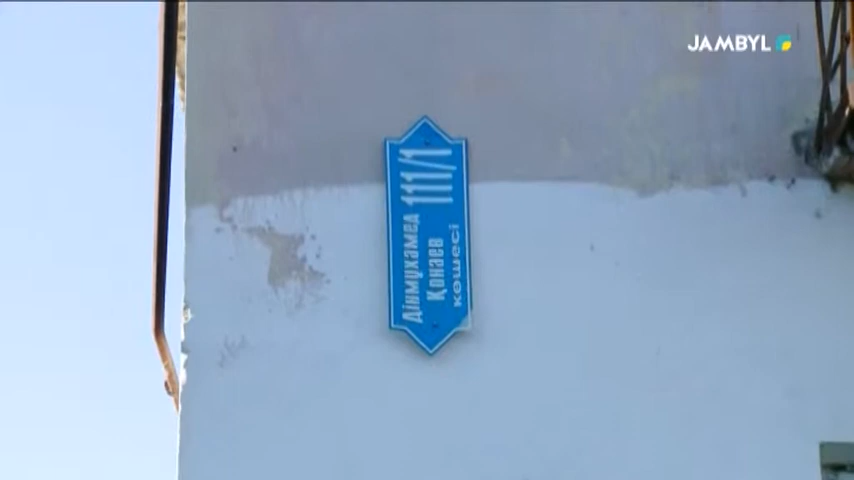 JAMBYL
Дінмұхамед
Қонаев
көшесі
111/1